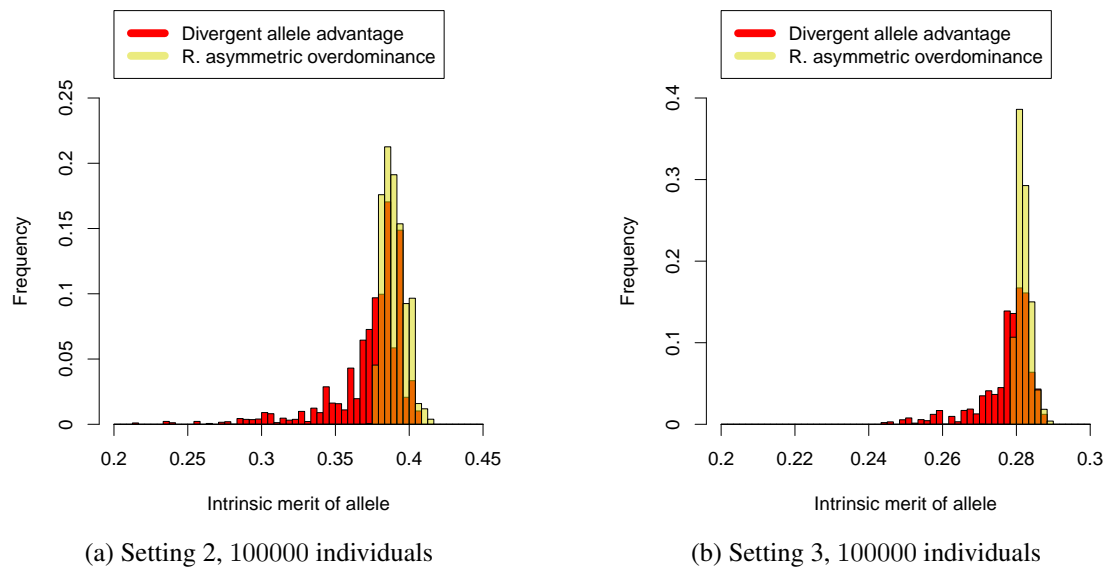 Divergent allele advantage
R. asymmetric overdominance
0.25
0.2
0.15
0.1
0.05
0
Frequency
0.2 0.25 0.3 0.35 0.4 0.45
Intrinsic merit of allele
(a) Setting 2, 100000 individuals
Divergent allele advantage
R. asymmetric overdominance
0.4
0.3
0.2
0.1
0
Frequency
0.2 0.22 0.24 0.26 0.28 0.3
Intrinsic merit of allele
(b) Setting 3, 100000 individuals